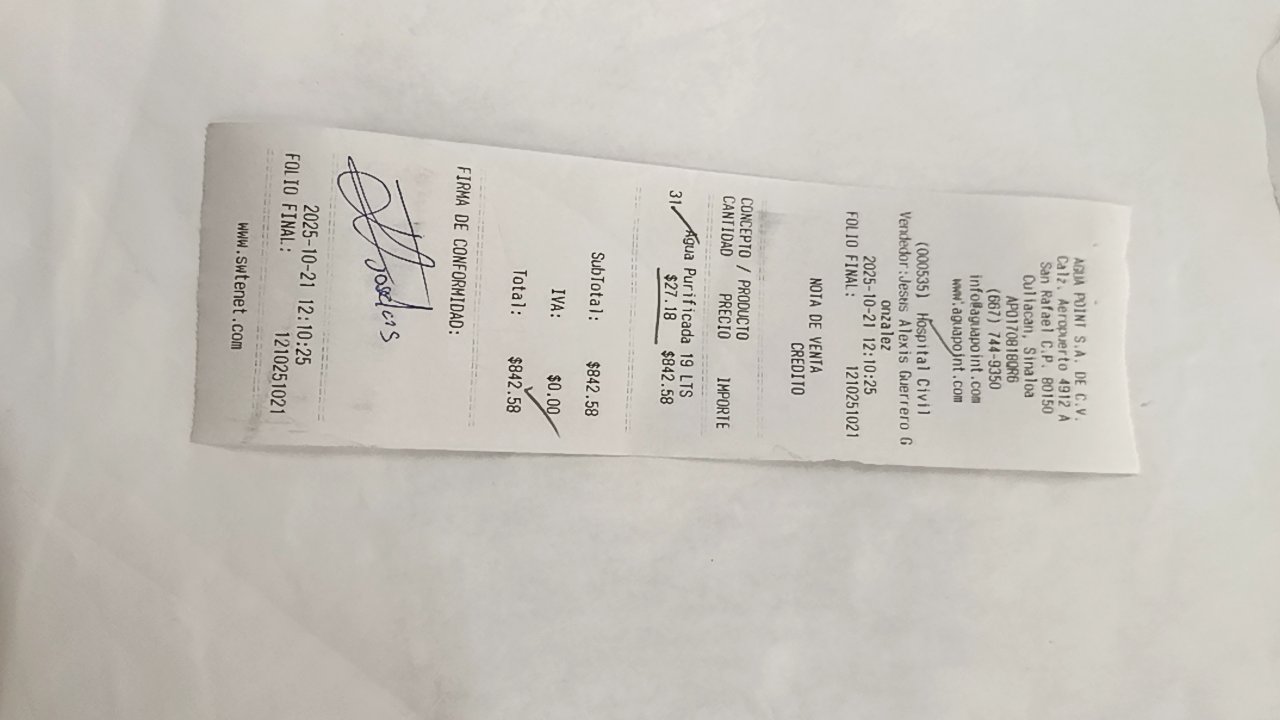 AGUA POINT S.A. DE C.V.
Calz. Aeropuerto 4912 A
San Rafael C.P. 80150
Culiacan, Sinaloa
APO170818QR6
(667) 744-9350
info@aguapoint.com
www.aguapoint.com
(000535) Hospital Civil
Vendedor:Jesus Alexis Guerrero G
onzalez
2025-10-21 12:10:25
FOLIO FINAL: 1210251021
NOTA DE VENTA
CREDITO
CONCEPTO / PRODUCTO
CANTIDAD PRECIO IMPORTE
31 Agua Purificada 19 LTS
$27.18 $842.58
SubTotal: $842.58
IVA: $0.00
Total: $842.58
FIRMA DE CONFORMIDAD:
2025-10-21 12:10:25
FOLIO FINAL: 1210251021
www.swtenet.com